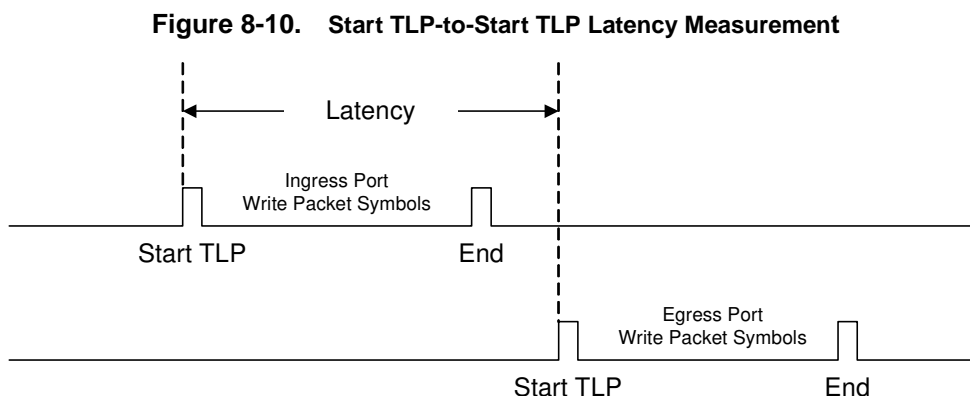 Figure 8-10. Start TLP-to-Start TLP Latency Measurement
Latency
Ingress Port
Write Packet Symbols
Start TLP
End
Egress Port
Write Packet Symbols
Start TLP
End